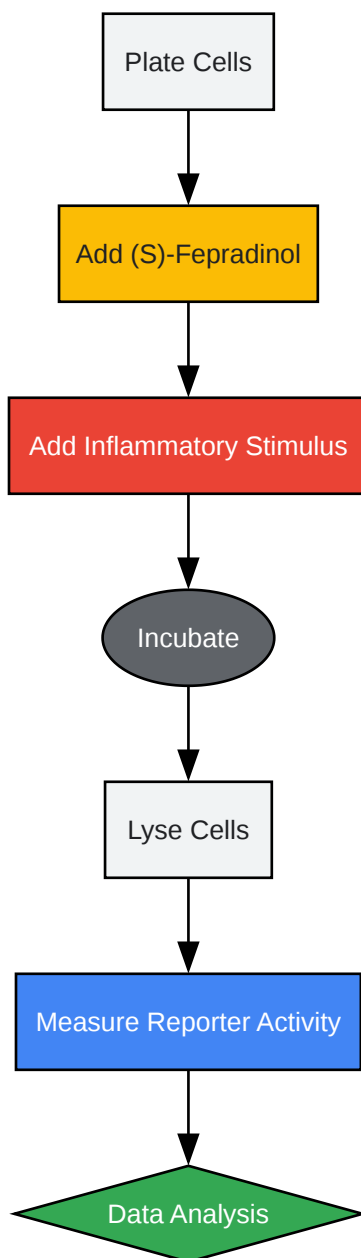 Plate Cells
Add (S)-Fepradinol
Add Inflammatory Stimulus
Incubate
Lyse Cells
Measure Reporter Activity
Data Analysis